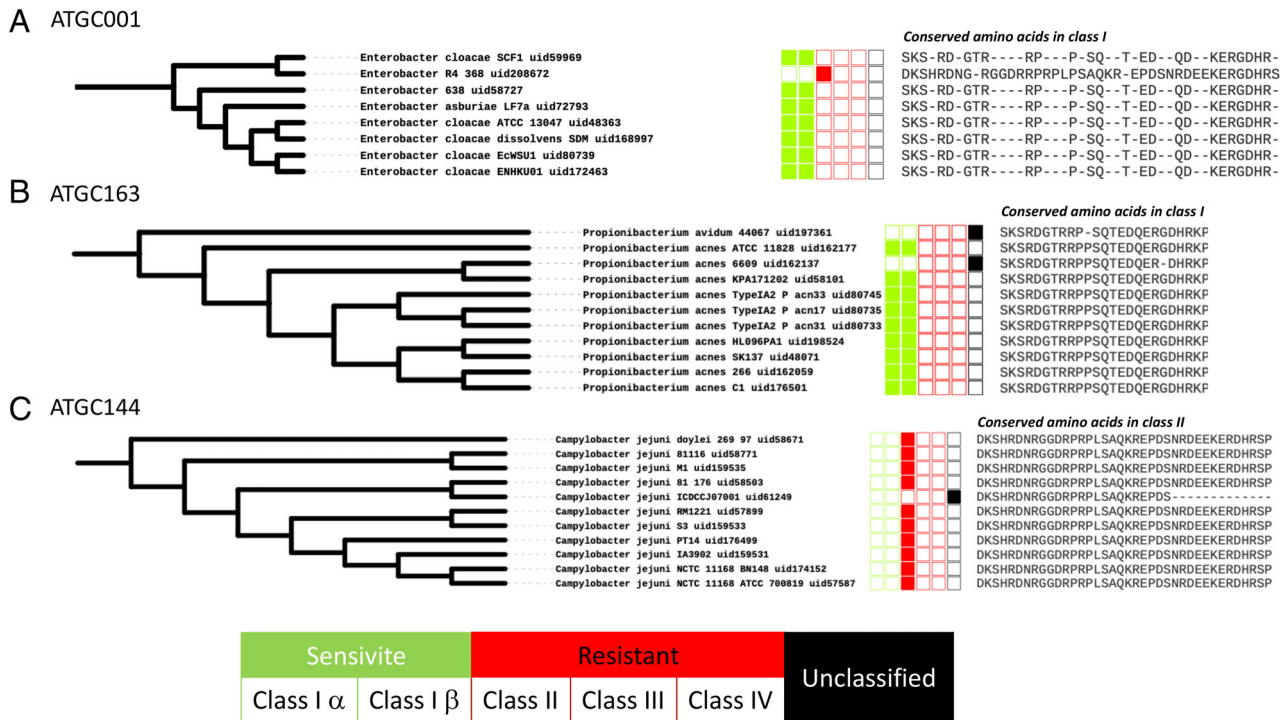 A ATGC001
Conserved amino acids in class I
Enterobacter cloacae SCF1 uid59969 SKS-RD-GTR----RP---P-SQ--T-ED--QD--KERGDHR-
Enterobacter R4 368 uid208672 DKSHRDNG-RGGDRRPRPLPSAQKR-EPDSNRDEEKERGDHRS
Enterobacter 638 uid58727 SKS-RD-GTR----RP---P-SQ--T-ED--QD--KERGDHR-
Enterobacter asburiae LF7a uid72793 SKS-RD-GTR----RP---P-SQ--T-ED--QD--KERGDHR-
Enterobacter cloacae ATCC 13047 uid48363 SKS-RD-GTR----RP---P-SQ--T-ED--QD--KERGDHR-
Enterobacter cloacae dissolvens SDM uid168997 SKS-RD-GTR----RP---P-SQ--T-ED--QD--KERGDHR-
Enterobacter cloacae EcWSU1 uid80739 SKS-RD-GTR----RP---P-SQ--T-ED--QD--KERGDHR-
Enterobacter cloacae ENHKU01 uid172463 SKS-RD-GTR----RP---P-SQ--T-ED--QD--KERGDHR-
B ATGC163
Conserved amino acids in class I
Propionibacterium avidum 44067 uid197361 SKSRDGTRRP-SQTEDQERGDHRKP
Propionibacterium acnes ATCC 11828 uid162177 SKSRDGTRRPPSQTEDQERGDHRKP
Propionibacterium acnes 6609 uid162137 SKSRDGTRRPPSQTEDQER-DHRKP
Propionibacterium acnes KPA171202 uid58101 SKSRDGTRRPPSQTEDQERGDHRKP
Propionibacterium acnes TypeIA2 P acn33 uid80745 SKSRDGTRRPPSQTEDQERGDHRKP
Propionibacterium acnes TypeIA2 P acn17 uid80735 SKSRDGTRRPPSQTEDQERGDHRKP
Propionibacterium acnes TypeIA2 P acn31 uid80733 SKSRDGTRRPPSQTEDQERGDHRKP
Propionibacterium acnes HL096PA1 uid198524 SKSRDGTRRPPSQTEDQERGDHRKP
Propionibacterium acnes SK137 uid48071 SKSRDGTRRPPSQTEDQERGDHRKP
Propionibacterium acnes 266 uid162059 SKSRDGTRRPPSQTEDQERGDHRKP
Propionibacterium acnes C1 uid176501 SKSRDGTRRPPSQTEDQERGDHRKP
C ATGC144
Conserved amino acids in class II
Campylobacter jejuni doylei 269 97 uid58671 DKSHRDNRGGDRPRPLSAQKREPDSNRDEEKERDHRSP
Campylobacter jejuni 81116 uid58771 DKSHRDNRGGDRPRPLSAQKREPDSNRDEEKERDHRSP
Campylobacter jejuni M1 uid159535 DKSHRDNRGGDRPRPLSAQKREPDSNRDEEKERDHRSP
Campylobacter jejuni 81 176 uid58503 DKSHRDNRGGDRPRPLSAQKREPDSNRDEEKERDHRSP
Campylobacter jejuni ICDCCJ07001 uid61249 DKSHRDNRGGDRPRPLSAQKREPDS-------------
Campylobacter jejuni RM1221 uid57899 DKSHRDNRGGDRPRPLSAQKREPDSNRDEEKERDHRSP
Campylobacter jejuni S3 uid159533 DKSHRDNRGGDRPRPLSAQKREPDSNRDEEKERDHRSP
Campylobacter jejuni PT14 uid176499 DKSHRDNRGGDRPRPLSAQKREPDSNRDEEKERDHRSP
Campylobacter jejuni IA3902 uid159531 DKSHRDNRGGDRPRPLSAQKREPDSNRDEEKERDHRSP
Campylobacter jejuni NCTC 11168 BN148 uid174152 DKSHRDNRGGDRPRPLSAQKREPDSNRDEEKERDHRSP
Campylobacter jejuni NCTC 11168 ATCC 700819 uid57587 DKSHRDNRGGDRPRPLSAQKREPDSNRDEEKERDHRSP
Sensivite Resistant Unclassified
Class I α Class I β Class II Class III Class IV